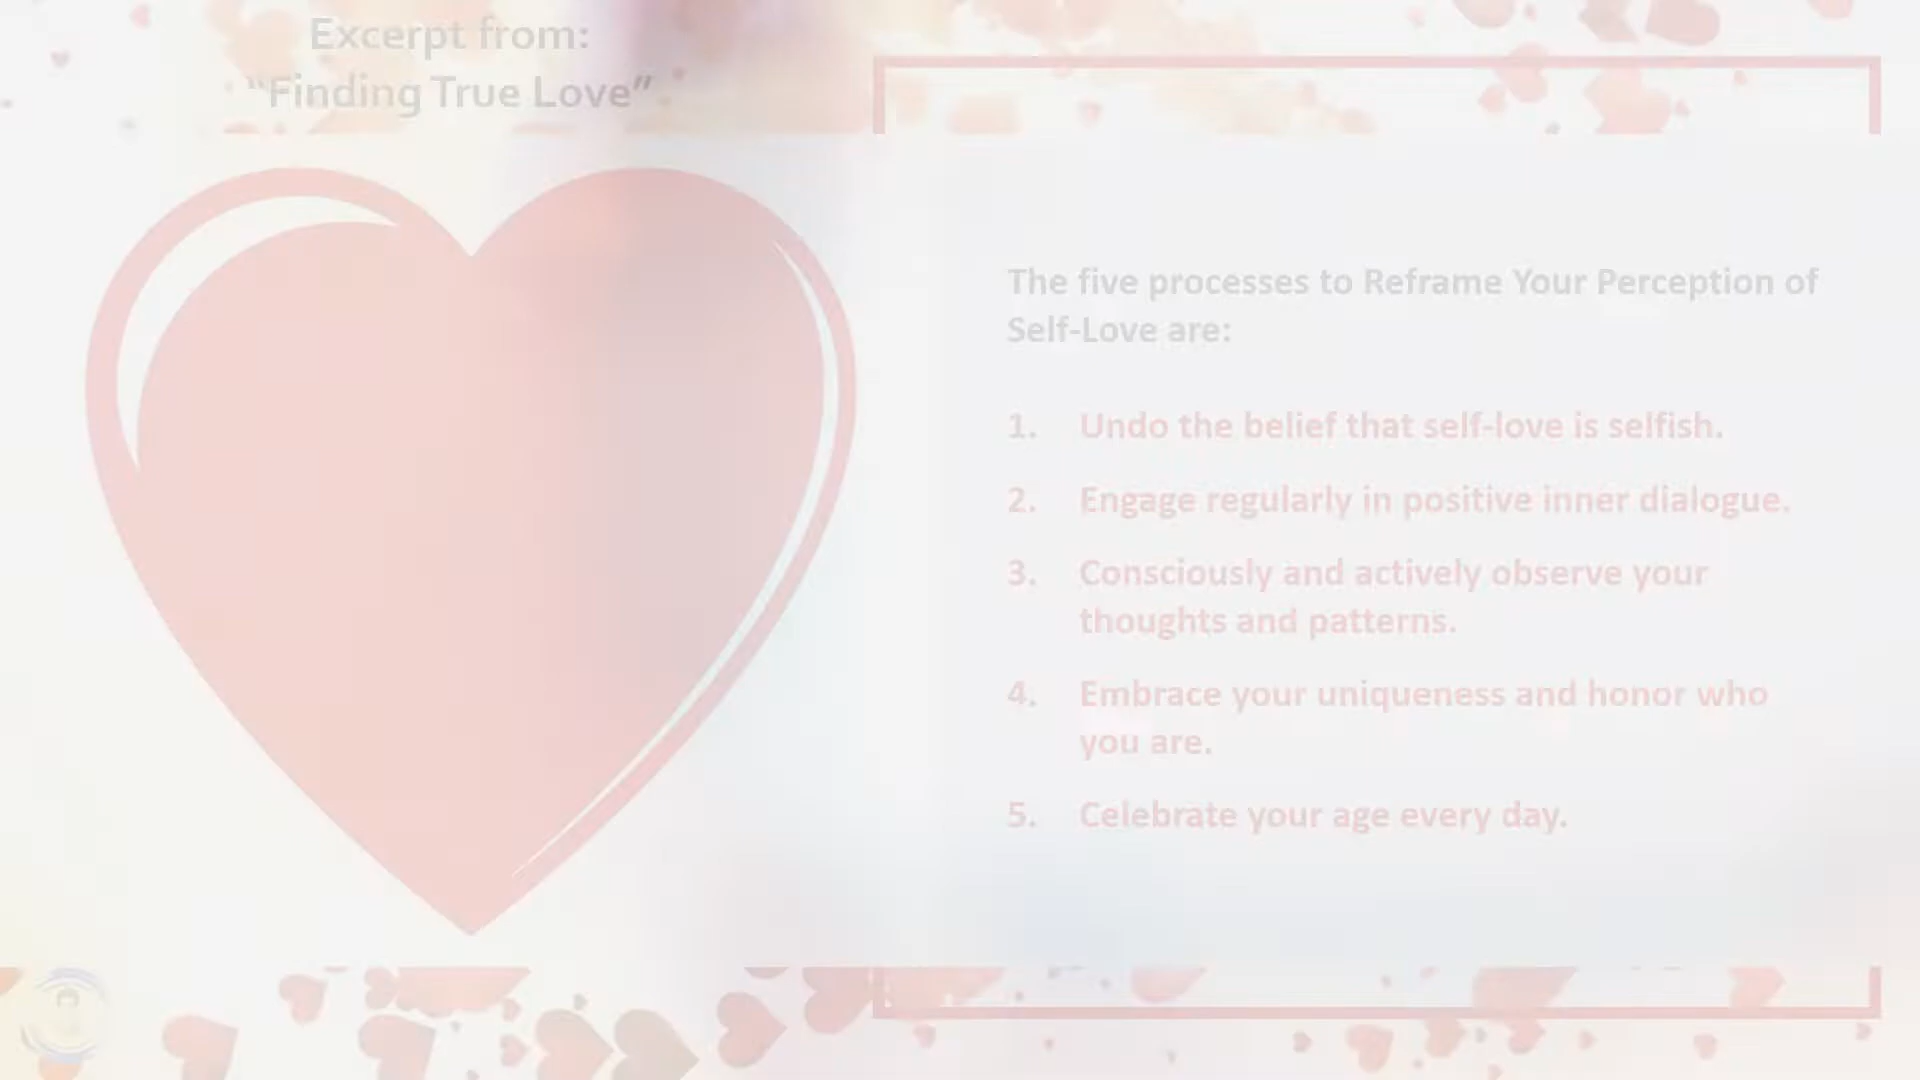 Excerpt from:
“Finding True Love”
The five processes to Reframe Your Perception of
Self-Love are:
1. Undo the belief that self-love is selfish.
2. Engage regularly in positive inner dialogue.
3. Consciously and actively observe your
thoughts and patterns.
4. Embrace your uniqueness and honor who
you are.
5. Celebrate your age every day.